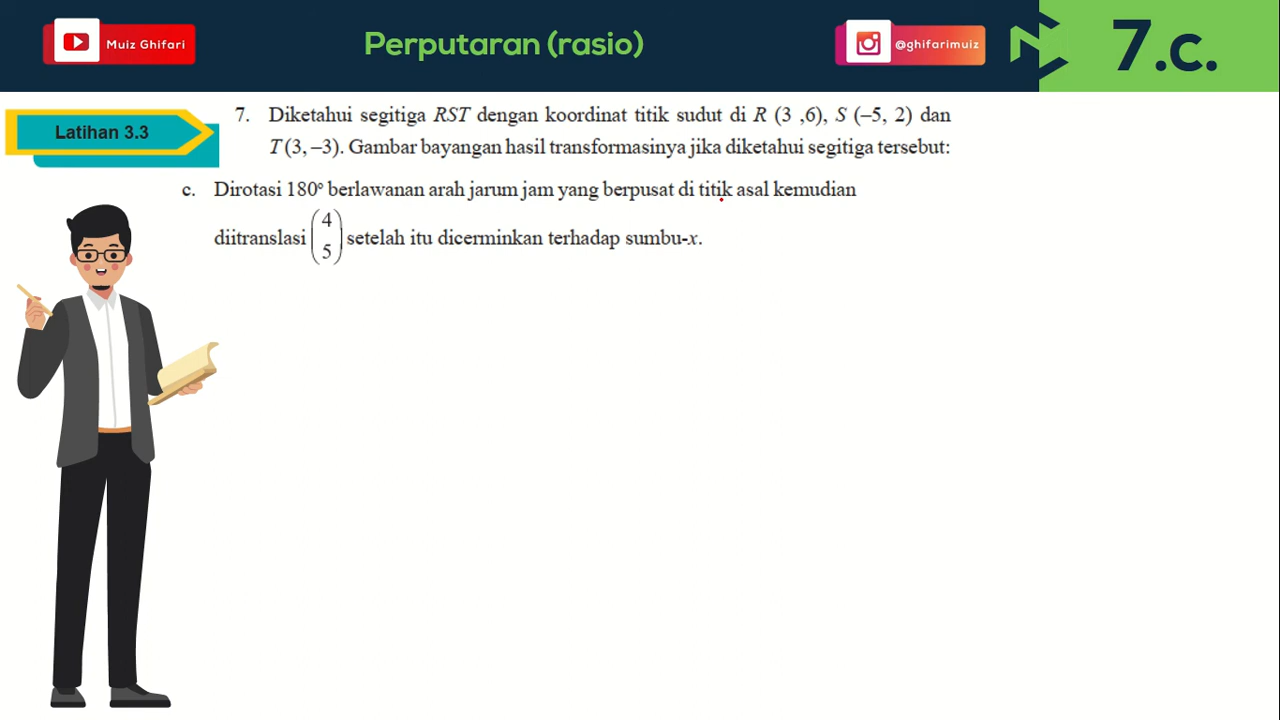 Muiz Ghifari
Perputaran (rasio)
@ghifarimuiz
7.c.
Latihan 3.3
7. Diketahui segitiga RST dengan koordinat titik sudut di R (3 ,6), S (–5, 2) dan
T (3, –3). Gambar bayangan hasil transformasinya jika diketahui segitiga tersebut:
c. Dirotasi 180° berlawanan arah jarum jam yang berpusat di titik asal kemudian
diitranslasi (4 5) setelah itu dicerminkan terhadap sumbu-x.